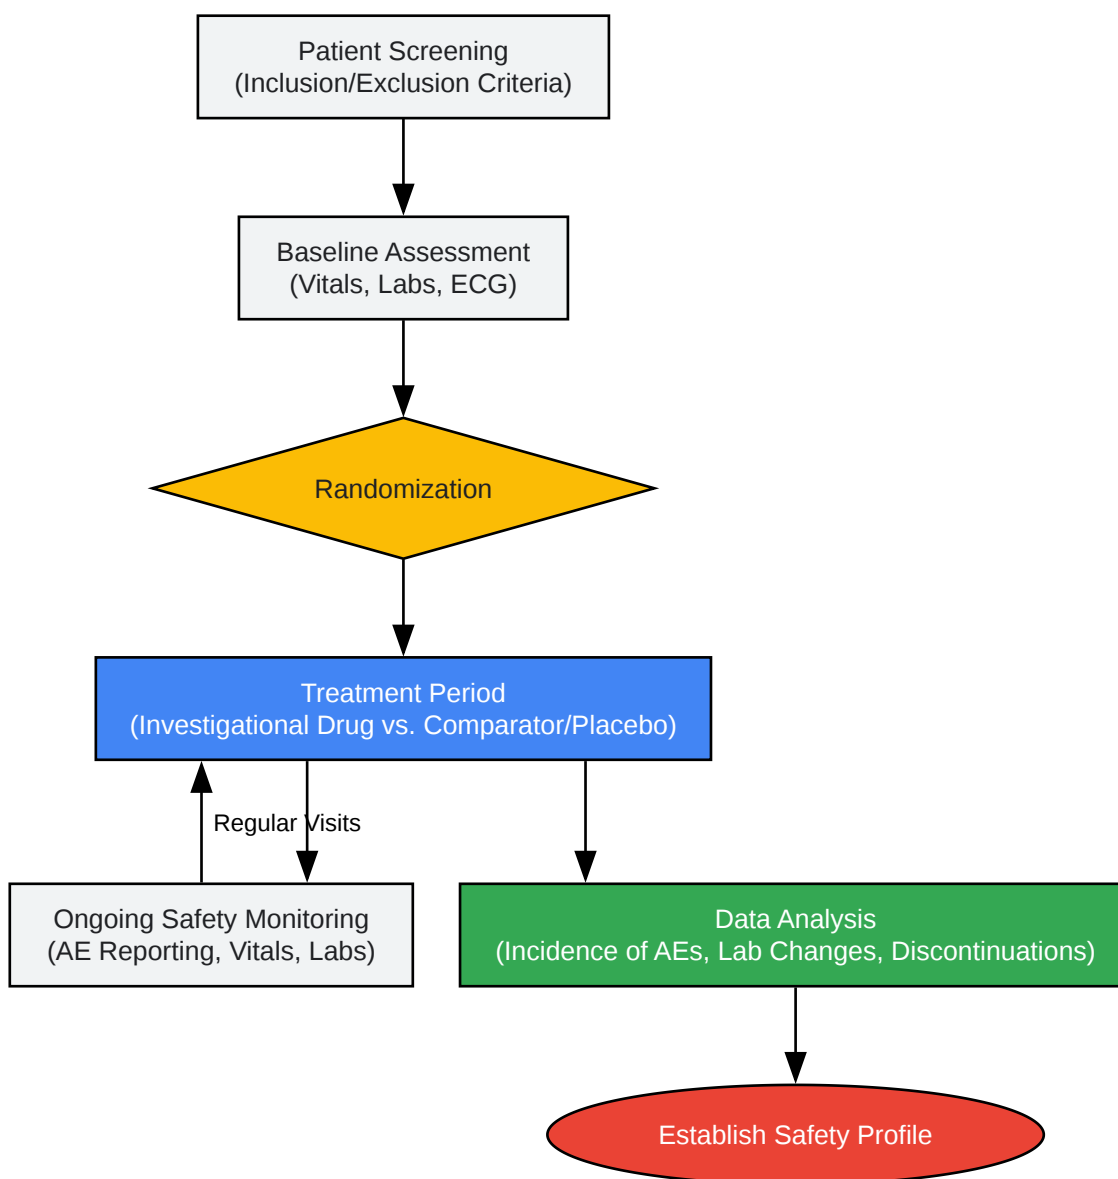 Patient Screening
(Inclusion/Exclusion Criteria)
Baseline Assessment
(Vitals, Labs, ECG)
Randomization
Treatment Period
(Investigational Drug vs. Comparator/Placebo)
Regular Visits
Ongoing Safety Monitoring
(AE Reporting, Vitals, Labs)
Data Analysis
(Incidence of AEs, Lab Changes, Discontinuations)
Establish Safety Profile